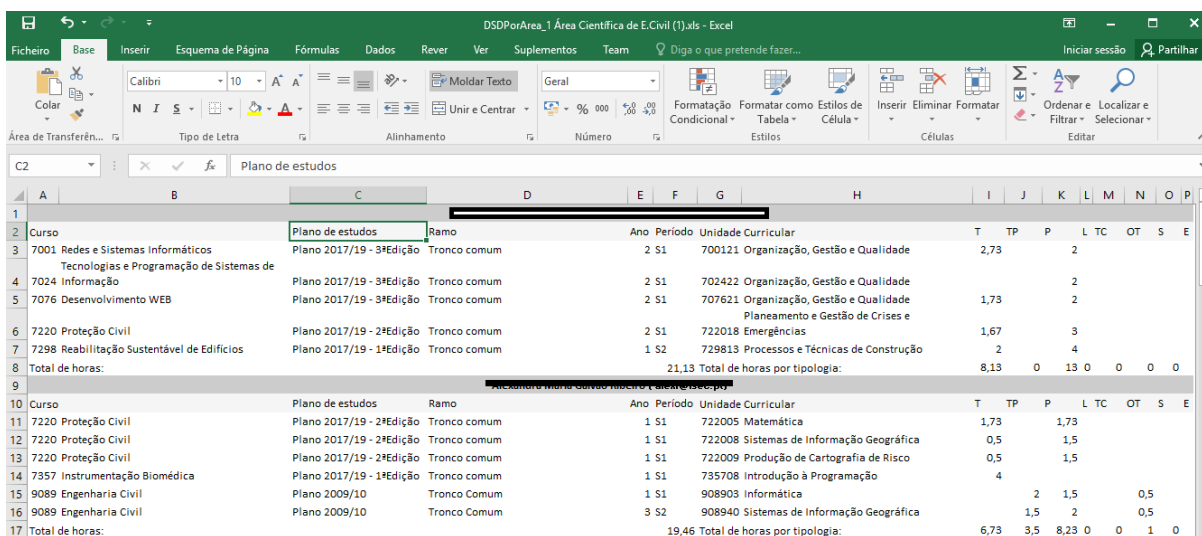 DSDPorArea_1 Área Científica de E.Civil (1).xls - Excel
Ficheiro Base Inserir Esquema de Página Fórmulas Dados Rever Ver Suplementos Team Diga o que pretende fazer... Iniciar sessão Partilhar
Calibri 10 A A Moldar Texto Geral
Colar N I S A Unir e Centrar % 000 Formatação Condicional Formatar como Tabela Estilos de Célula Inserir Eliminar Formatar Ordenar e Filtrar Localizar e Selecionar
Área de Transferên... Tipo de Letra Alinhamento Número Estilos Células Editar
C2 fx Plano de estudos
A B C D E F G H I J K L M N O P
1
2 Curso Plano de estudos Ramo Ano Período Unidade Curricular T TP P L TC OT S E
3 7001 Redes e Sistemas Informáticos Plano 2017/19 - 3ªEdição Tronco comum 2 S1 700121 Organização, Gestão e Qualidade 2,73 2
Tecnologias e Programação de Sistemas de
4 7024 Informação Plano 2017/19 - 3ªEdição Tronco comum 2 S1 702422 Organização, Gestão e Qualidade 2
5 7076 Desenvolvimento WEB Plano 2017/19 - 3ªEdição Tronco comum 2 S1 707621 Organização, Gestão e Qualidade 1,73 2
Planeamento e Gestão de Crises e
6 7220 Proteção Civil Plano 2017/19 - 2ªEdição Tronco comum 2 S1 722018 Emergências 1,67 3
7 7298 Reabilitação Sustentável de Edifícios Plano 2017/19 - 1ªEdição Tronco comum 1 S2 729813 Processos e Técnicas de Construção 2 4
8 Total de horas: 21,13 Total de horas por tipologia: 8,13 0 13 0 0 0 0
9
10 Curso Plano de estudos Ramo Ano Período Unidade Curricular T TP P L TC OT S E
11 7220 Proteção Civil Plano 2017/19 - 2ªEdição Tronco comum 1 S1 722005 Matemática 1,73 1,73
12 7220 Proteção Civil Plano 2017/19 - 2ªEdição Tronco comum 1 S1 722008 Sistemas de Informação Geográfica 0,5 1,5
13 7220 Proteção Civil Plano 2017/19 - 2ªEdição Tronco comum 1 S1 722009 Produção de Cartografia de Risco 0,5 1,5
14 7357 Instrumentação Biomédica Plano 2017/19 - 1ªEdição Tronco comum 1 S1 735708 Introdução à Programação 4
15 9089 Engenharia Civil Plano 2009/10 Tronco Comum 1 S1 908903 Informática 2 1,5 0,5
16 9089 Engenharia Civil Plano 2009/10 Tronco Comum 3 S2 908940 Sistemas de Informação Geográfica 1,5 2 0,5
17 Total de horas: 19,46 Total de horas por tipologia: 6,73 3,5 8,23 0 0 1 0